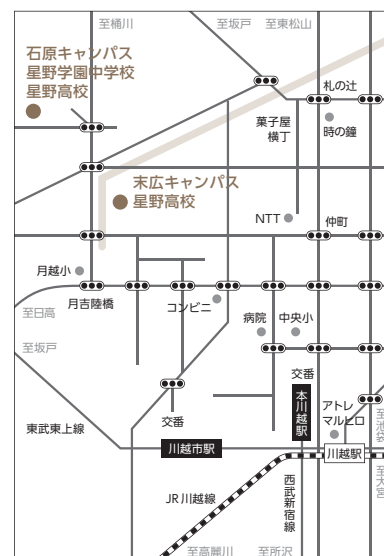 至桶川
至坂戸
至東松山
石原キャンパス
星野学園中学校
星野高校
札の辻
菓子屋
横丁
時の鐘
末広キャンパス
星野高校
NTT
仲町
月越小
月吉陸橋
コンビニ
至日高
病院
中央小
至坂戸
交番
本川越駅
アトレ
マルヒロ
交番
東武東上線
川越市駅
川越駅
至池袋
至大宮
JR川越線
西武新宿線
至高麗川
至所沢